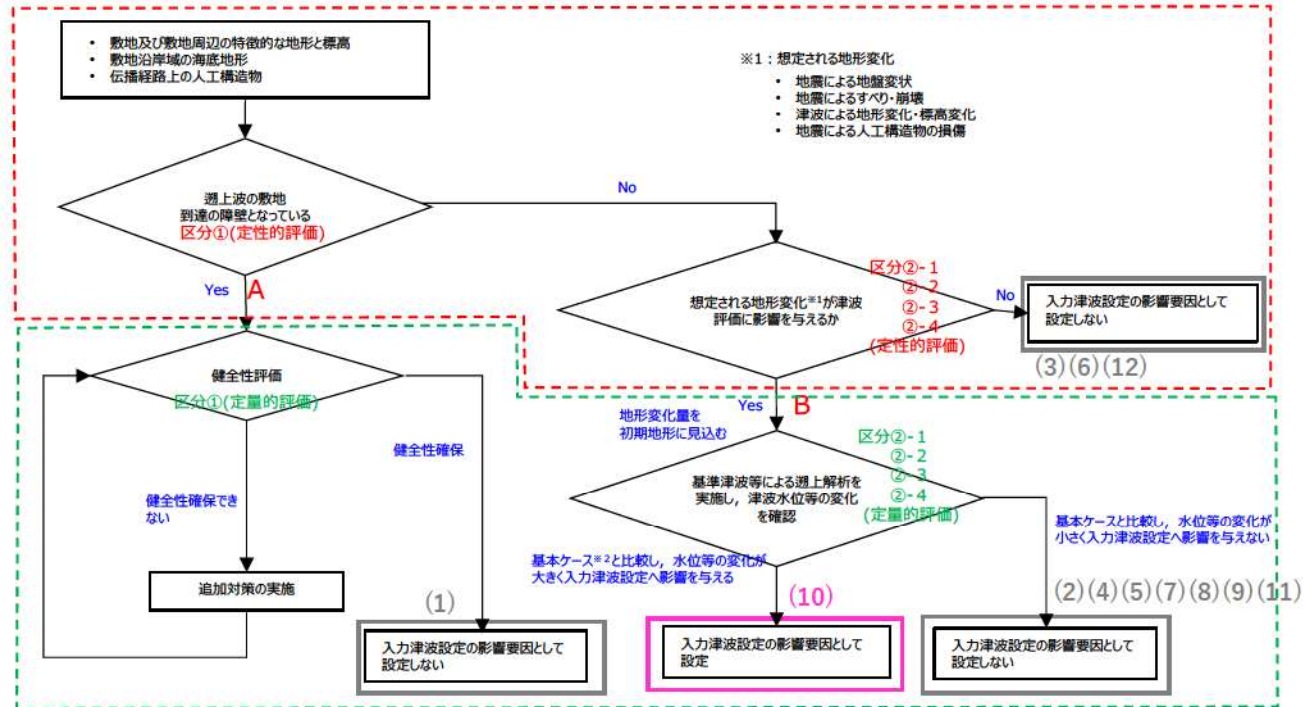 ・ 敷地及び敷地周辺の特徴的な地形と標高
・ 敷地沿岸域の海底地形
・ 伝播経路上の人工構造物
※1：想定される地形変化
・ 地震による地盤変状
・ 地震によるすべり・崩壊
・ 津波による地形変化・標高変化
・ 地震による人工構造物の損傷
遡上波の敷地
到達の障壁となっている
区分①(定性的評価)
No
Yes
A
想定される地形変化※1が津波
評価に影響を与えるか
区分②-1
②-2
②-3
②-4
(定性的評価)
No
入力津波設定の影響要因として
設定しない
(3)(6)(12)
健全性評価
区分①(定量的評価)
健全性確保
健全性確保でき
ない
追加対策の実施
(1)
入力津波設定の影響要因として
設定しない
Yes
B
地形変化量を
初期地形に見込む
基準津波等による遡上解析を
実施し，津波水位等の変化
を確認
区分②-1
②-2
②-3
②-4
(定量的評価)
基本ケース※2と比較し，水位等の変化が
大きく入力津波設定へ影響を与える
(10)
入力津波設定の影響要因として
設定
基本ケースと比較し，水位等の変化が
小さく入力津波設定へ影響を与えない
(2)(4)(5)(7)(8)(9)(11)
入力津波設定の影響要因として
設定しない